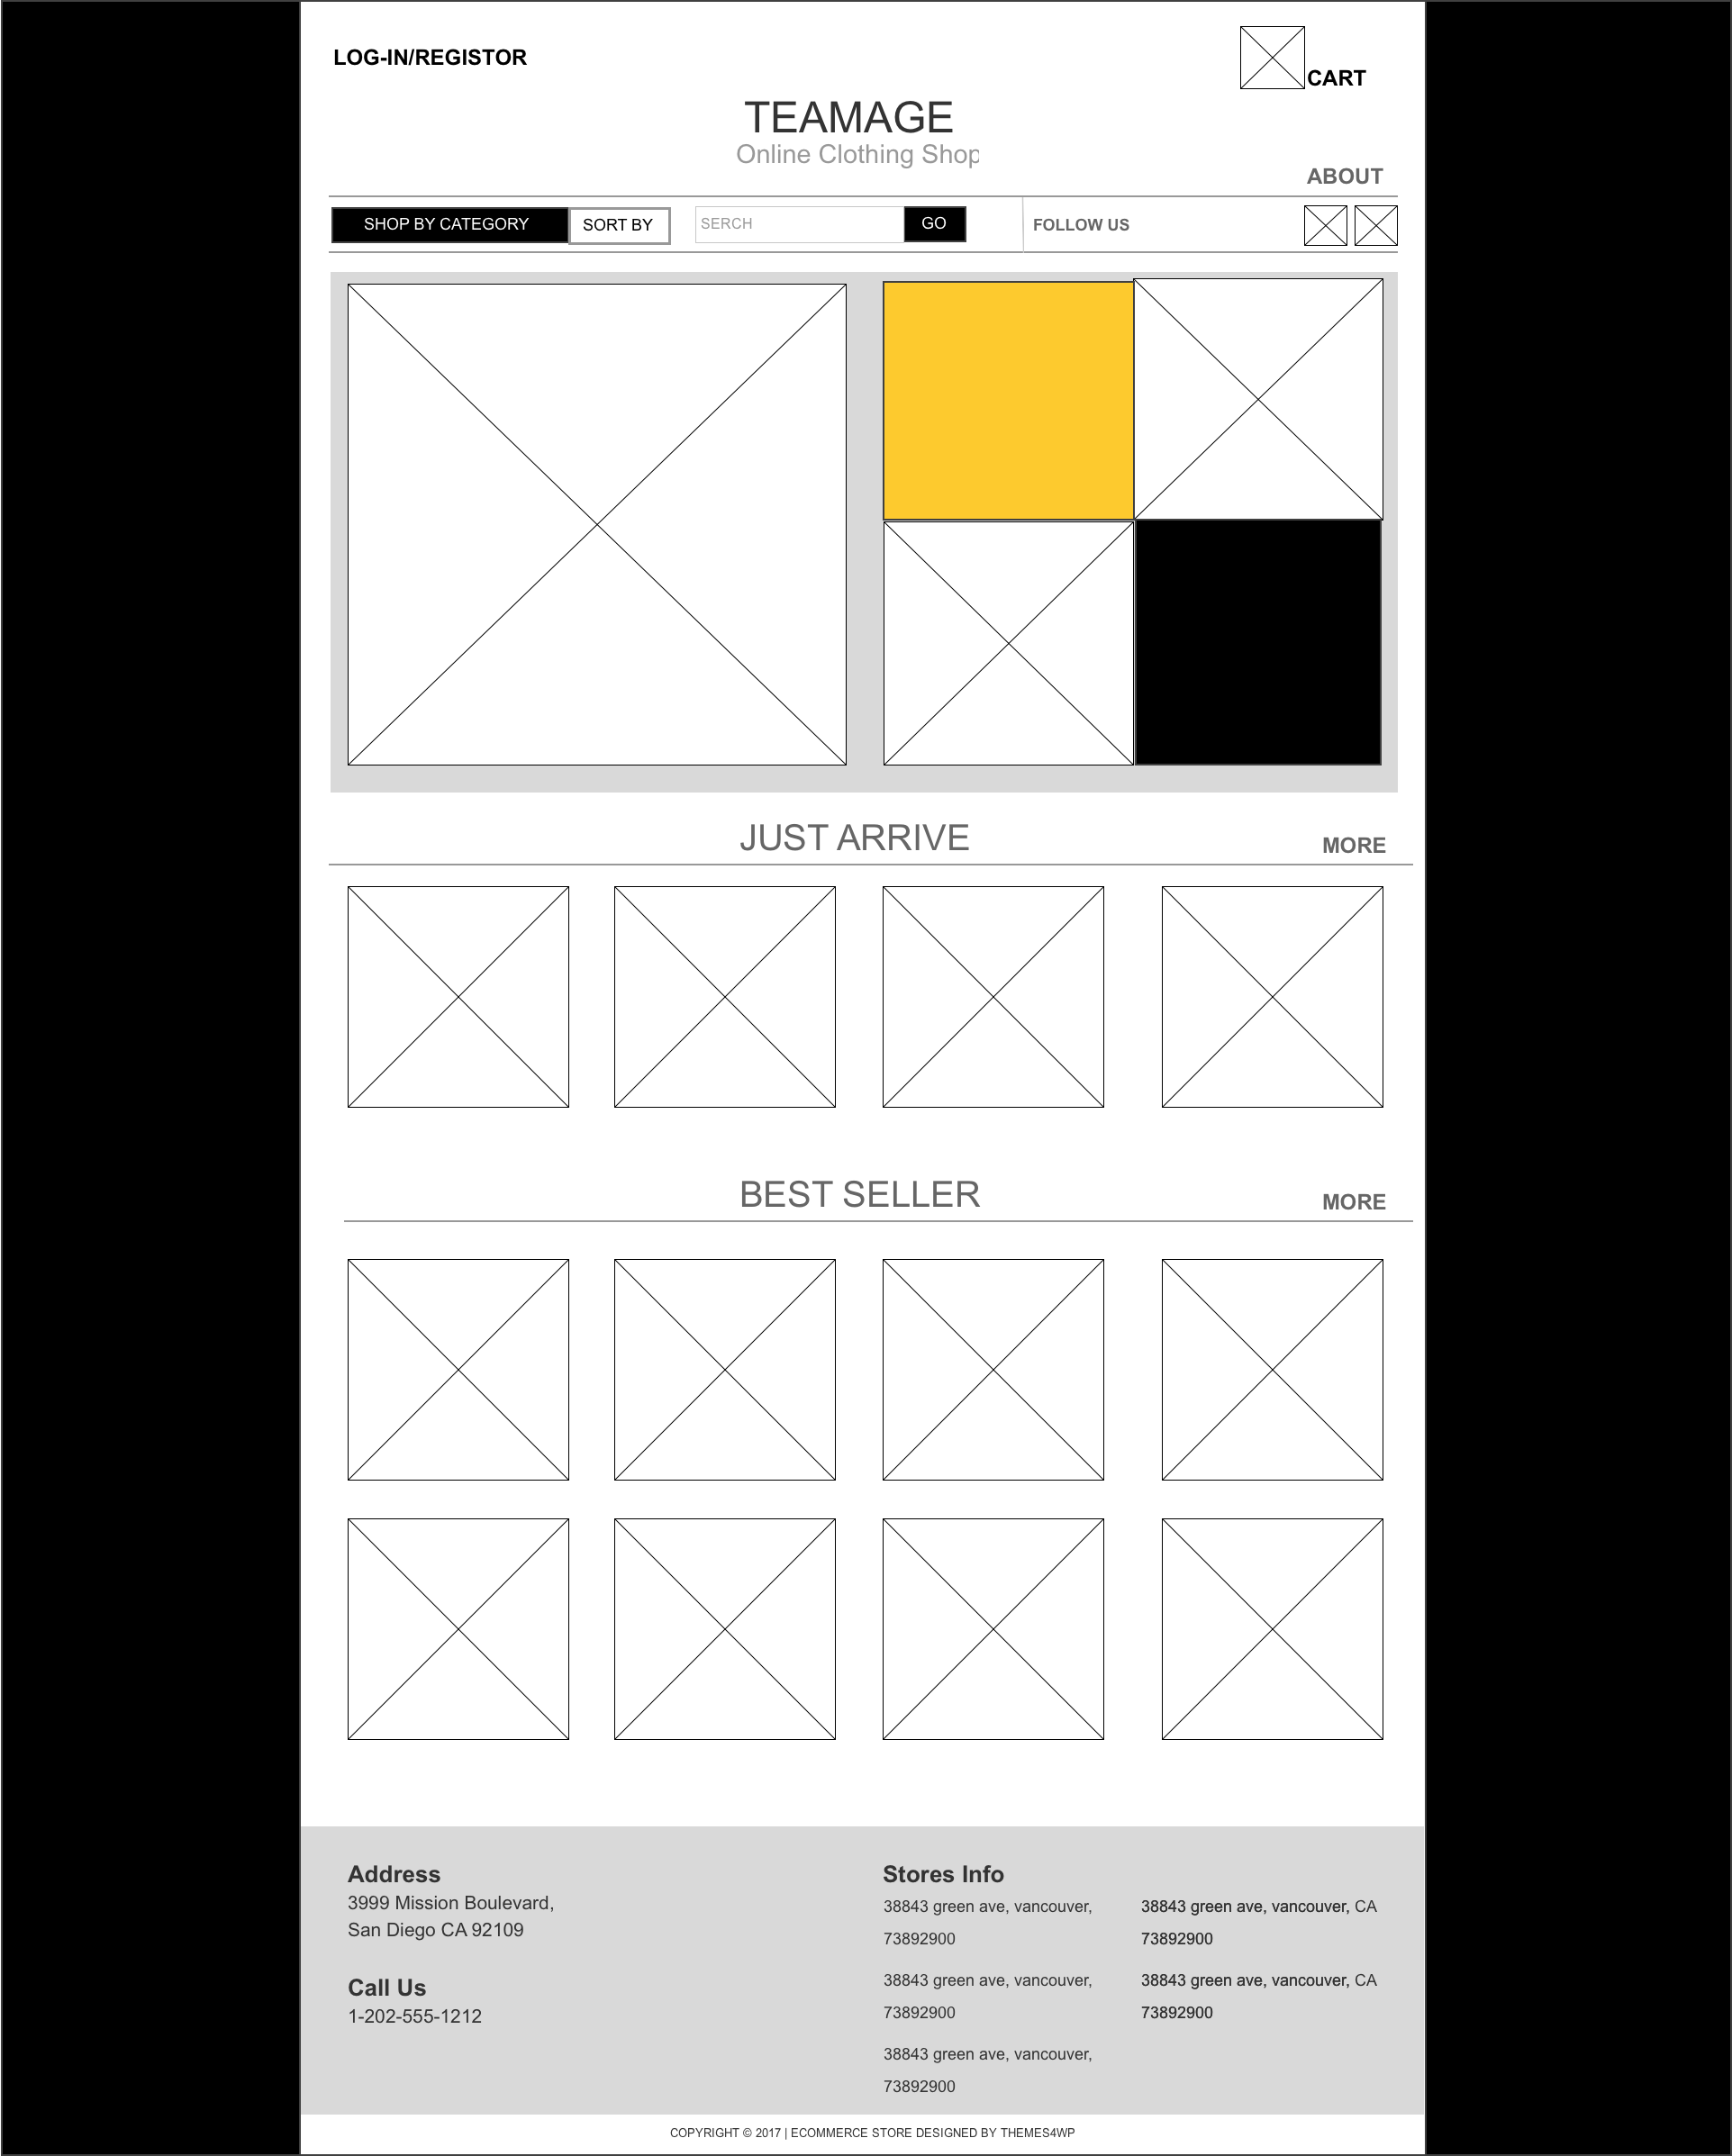 LOG-IN/REGISTOR
CART
TEAMAGE
Online Clothing Shop
ABOUT
SHOP BY CATEGORY
SORT BY
SERCH
GO
FOLLOW US
JUST ARRIVE
MORE
BEST SELLER
MORE
Address
3999 Mission Boulevard,
San Diego CA 92109
Call Us
1-202-555-1212
Stores Info
38843 green ave, vancouver,
73892900
38843 green ave, vancouver,
73892900
38843 green ave, vancouver,
73892900
38843 green ave, vancouver, CA
73892900
38843 green ave, vancouver, CA
73892900
COPYRIGHT © 2017 | ECOMMERCE STORE DESIGNED BY THEMES4WP